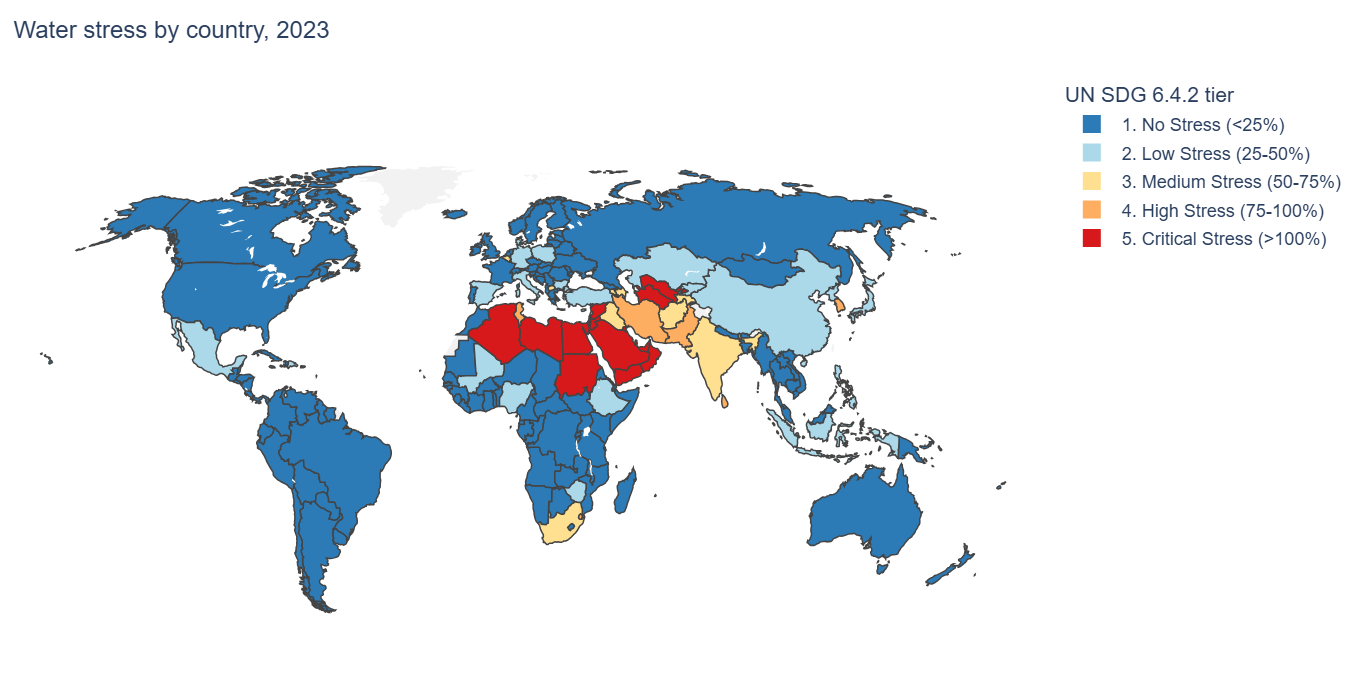 Water stress by country, 2023
UN SDG 6.4.2 tier
1. No Stress (<25%)
2. Low Stress (25-50%)
3. Medium Stress (50-75%)
4. High Stress (75-100%)
5. Critical Stress (>100%)